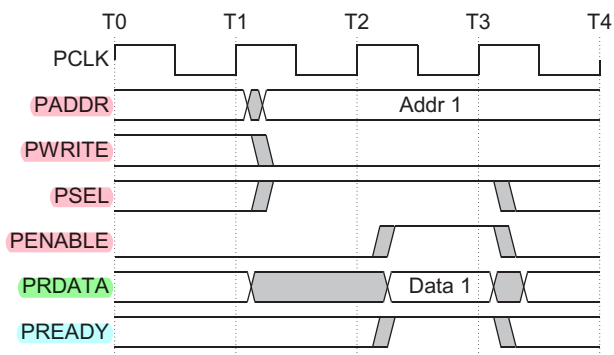 T0 T1 T2 T3 T4
PCLK
PADDR Addr 1
PWRITE
PSEL
PENABLE
PRDATA Data 1
PREADY